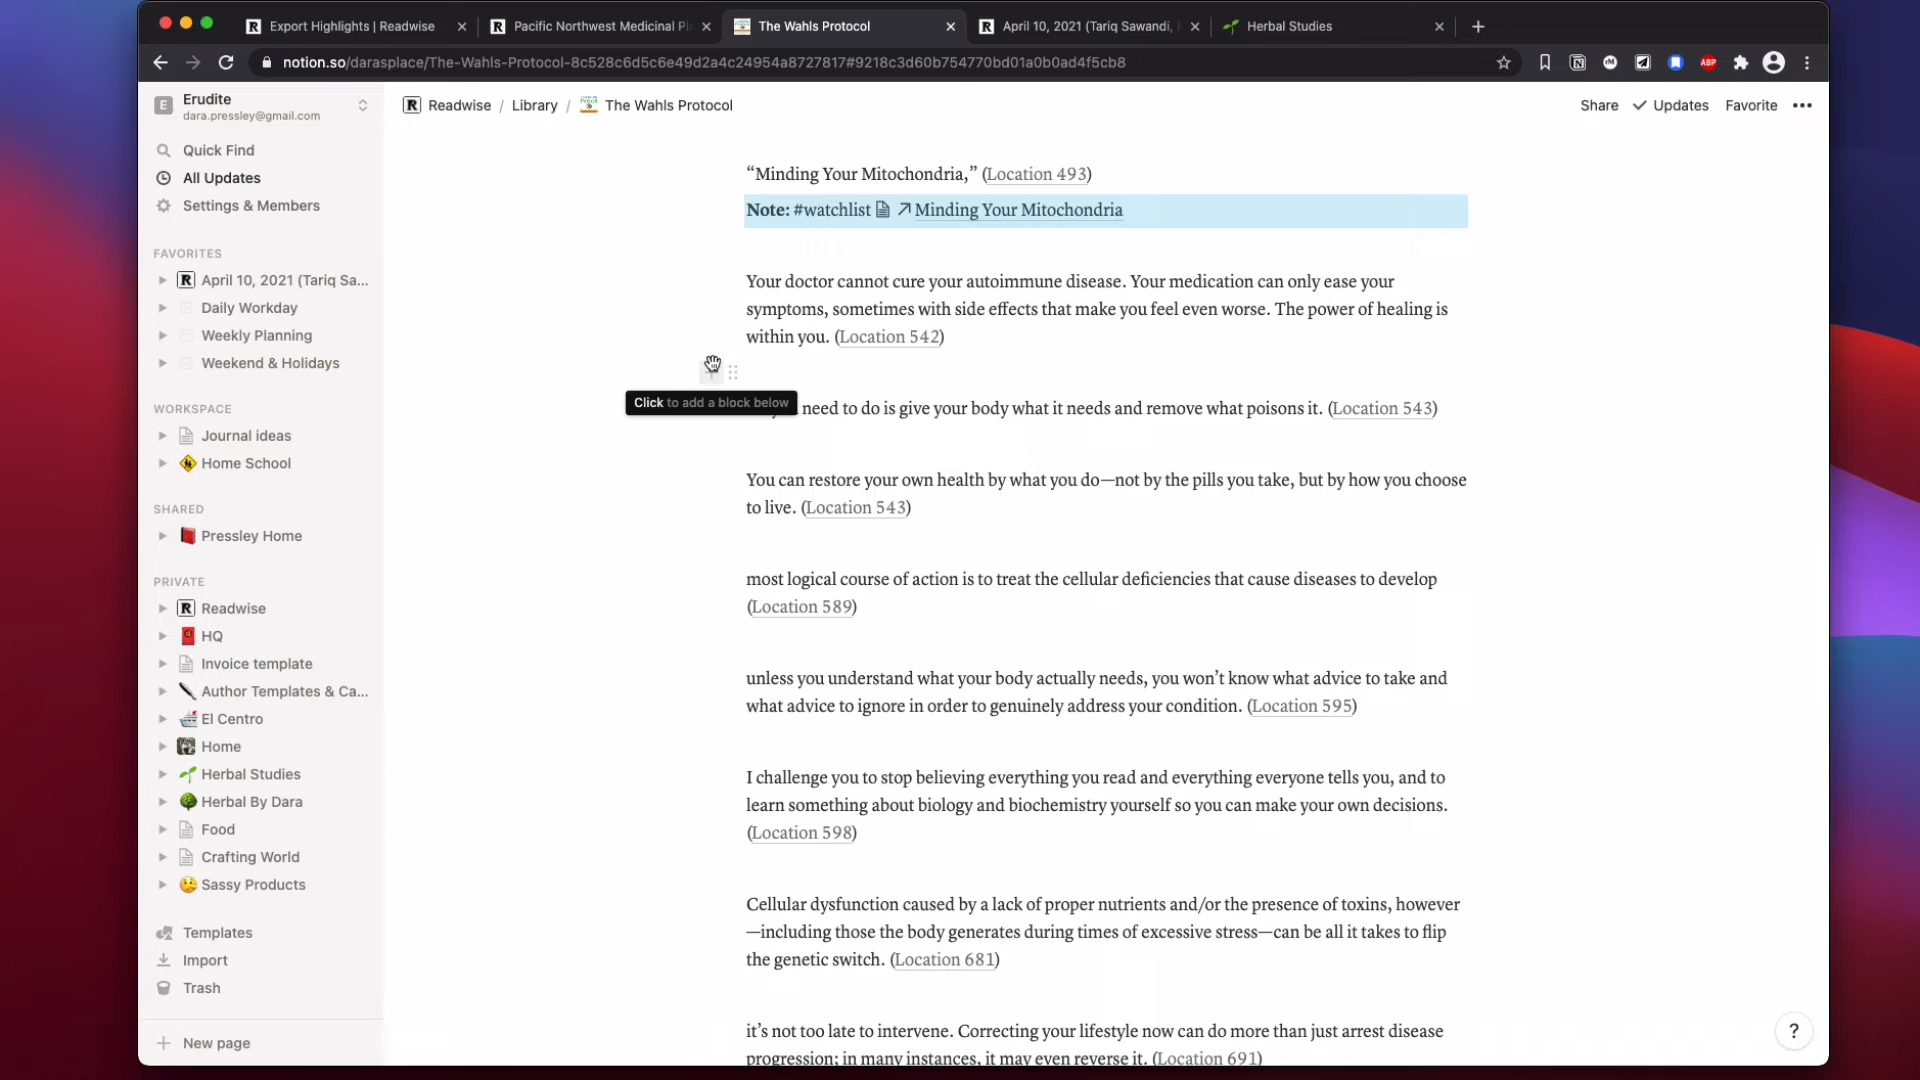 Export Highlights | Readwise
Pacific Northwest Medicinal Pl
The Wahls Protocol
April 10, 2021 (Tariq Sawandi,
Herbal Studies
notion.so/darasplace/The-Wahls-Protocol-8c528c6d5c6e49d2a4c24954a8727817#9218c3d60b754770bd01a0b0ad4f5cb8
ABP
E Erudite
dara.pressley@gmail.com
Readwise / Library / The Wahls Protocol
Share Updates Favorite
Quick Find
All Updates
Settings & Members
FAVORITES
April 10, 2021 (Tariq Sa...
Daily Workday
Weekly Planning
Weekend & Holidays
WORKSPACE
Journal ideas
Home School
SHARED
Pressley Home
PRIVATE
Readwise
HQ
Invoice template
Author Templates & Ca...
El Centro
Home
Herbal Studies
Herbal By Dara
Food
Crafting World
Sassy Products
Templates
Import
Trash
New page
“Minding Your Mitochondria,” (Location 493)
Note: #watchlist Minding Your Mitochondria
Your doctor cannot cure your autoimmune disease. Your medication can only ease your
symptoms, sometimes with side effects that make you feel even worse. The power of healing is
within you. (Location 542)
Click to add a block below
need to do is give your body what it needs and remove what poisons it. (Location 543)
You can restore your own health by what you do—not by the pills you take, but by how you choose
to live. (Location 543)
most logical course of action is to treat the cellular deficiencies that cause diseases to develop
(Location 589)
unless you understand what your body actually needs, you won’t know what advice to take and
what advice to ignore in order to genuinely address your condition. (Location 595)
I challenge you to stop believing everything you read and everything everyone tells you, and to
learn something about biology and biochemistry yourself so you can make your own decisions.
(Location 598)
Cellular dysfunction caused by a lack of proper nutrients and/or the presence of toxins, however
—including those the body generates during times of excessive stress—can be all it takes to flip
the genetic switch. (Location 681)
it’s not too late to intervene. Correcting your lifestyle now can do more than just arrest disease
progression; in many instances, it may even reverse it. (Location 691)
?